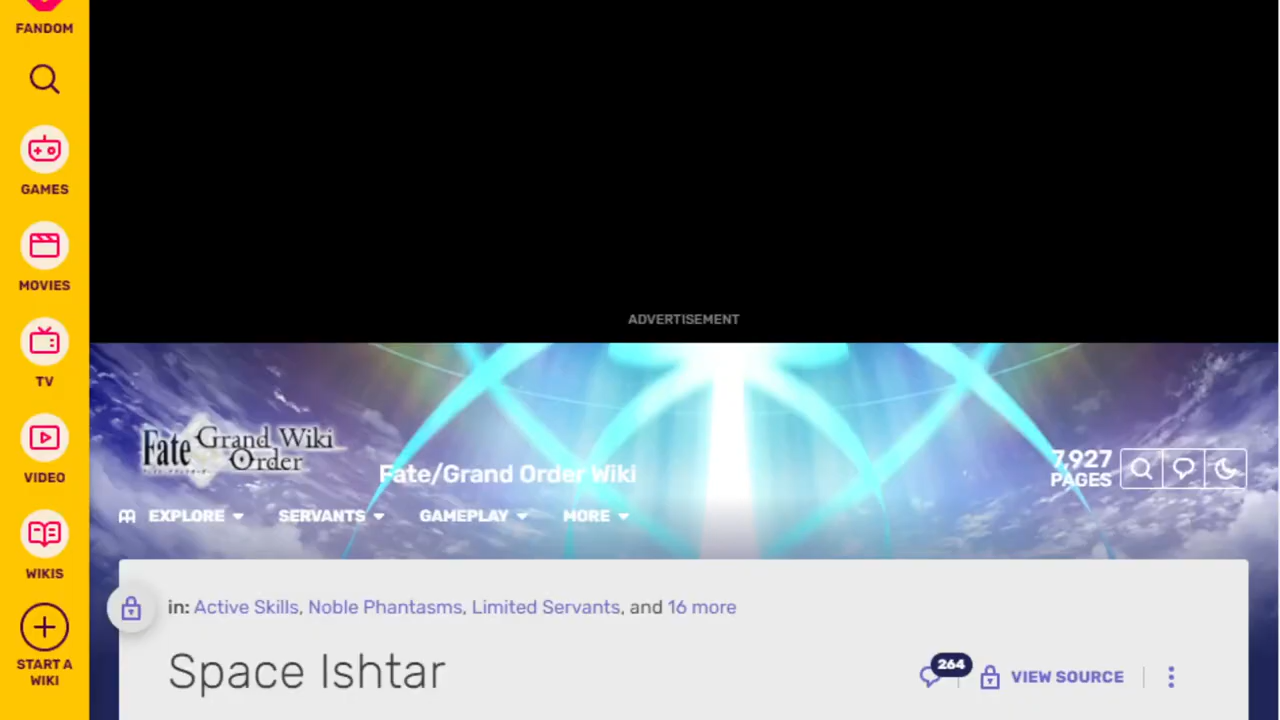 FANDOM
GAMES
MOVIES
TV
VIDEO
WIKIS
START A
WIKI
ADVERTISEMENT
Fate Grand Order Wiki
Fate/Grand Order Wiki
7,927
PAGES
EXPLORE SERVANTS GAMEPLAY MORE
in: Active Skills, Noble Phantasms, Limited Servants, and 16 more
Space Ishtar
264
VIEW SOURCE